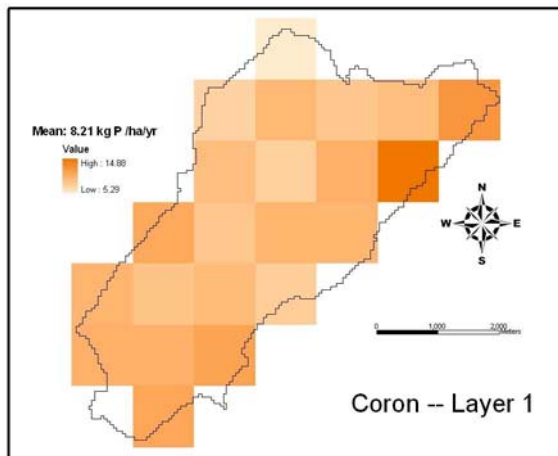 Mean: 8.21 kg P /ha/yr
Value
High : 14.88
Low : 5.29
N
W E
S
0 1,000 2,000
Meters
Coron -- Layer 1